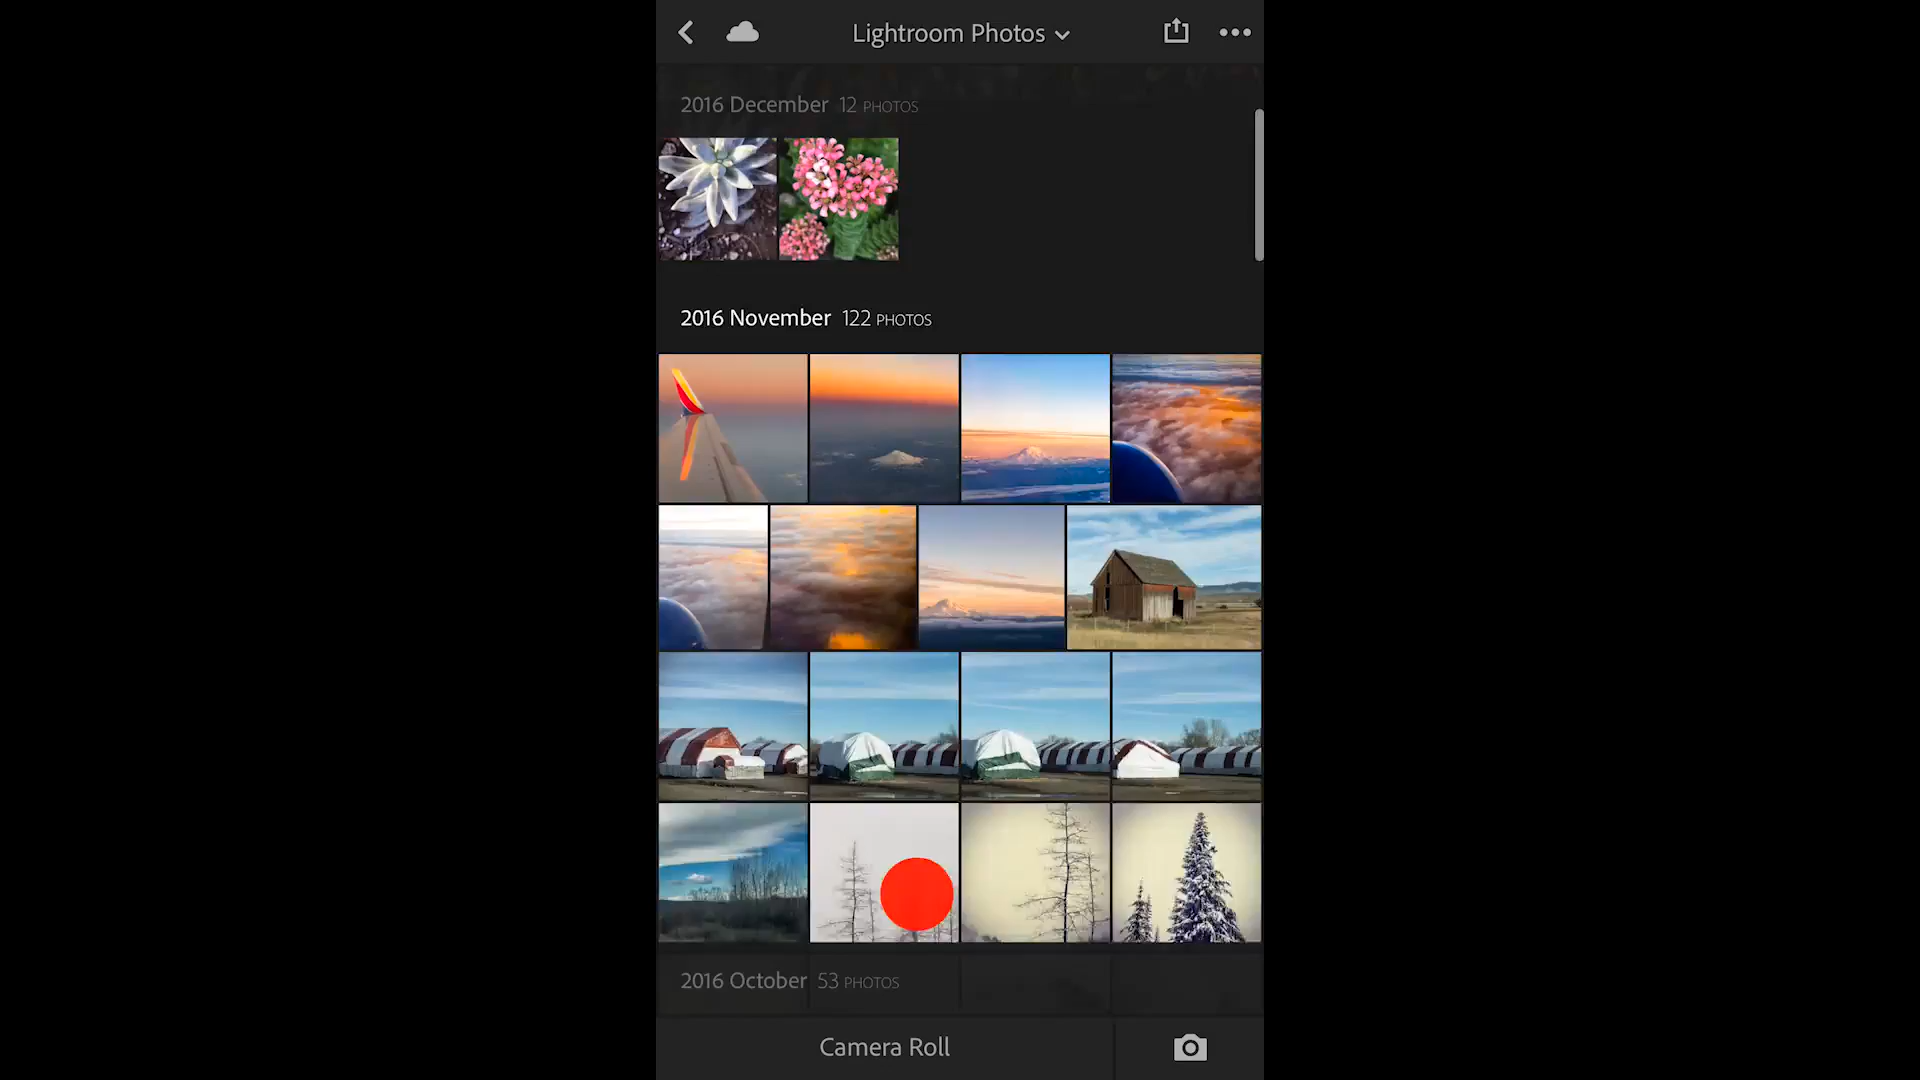 Lightroom Photos
2016 December 12 PHOTOS
2016 November 122 PHOTOS
2016 October 53 PHOTOS
Camera Roll